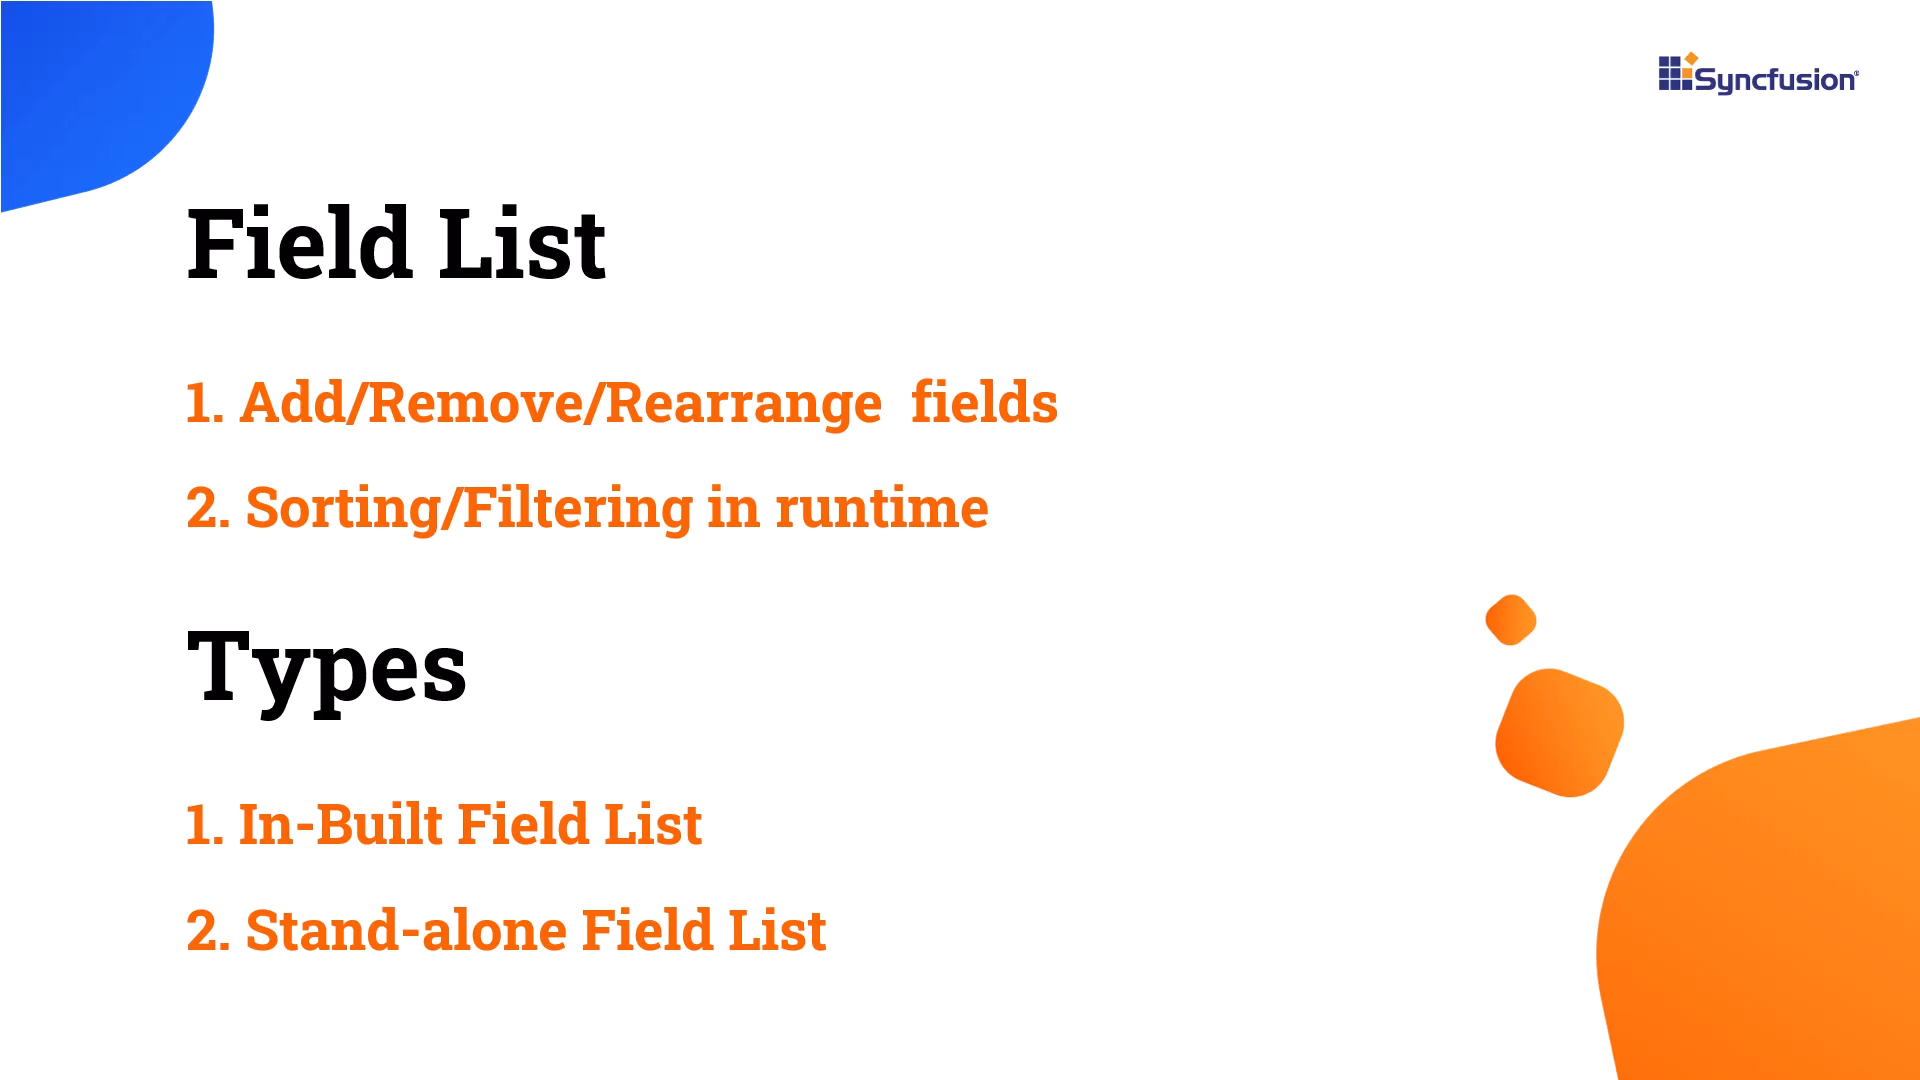 Syncfusion®
Field List
1. Add/Remove/Rearrange  fields
2. Sorting/Filtering in runtime
Types
1. In-Built Field List
2. Stand-alone Field List